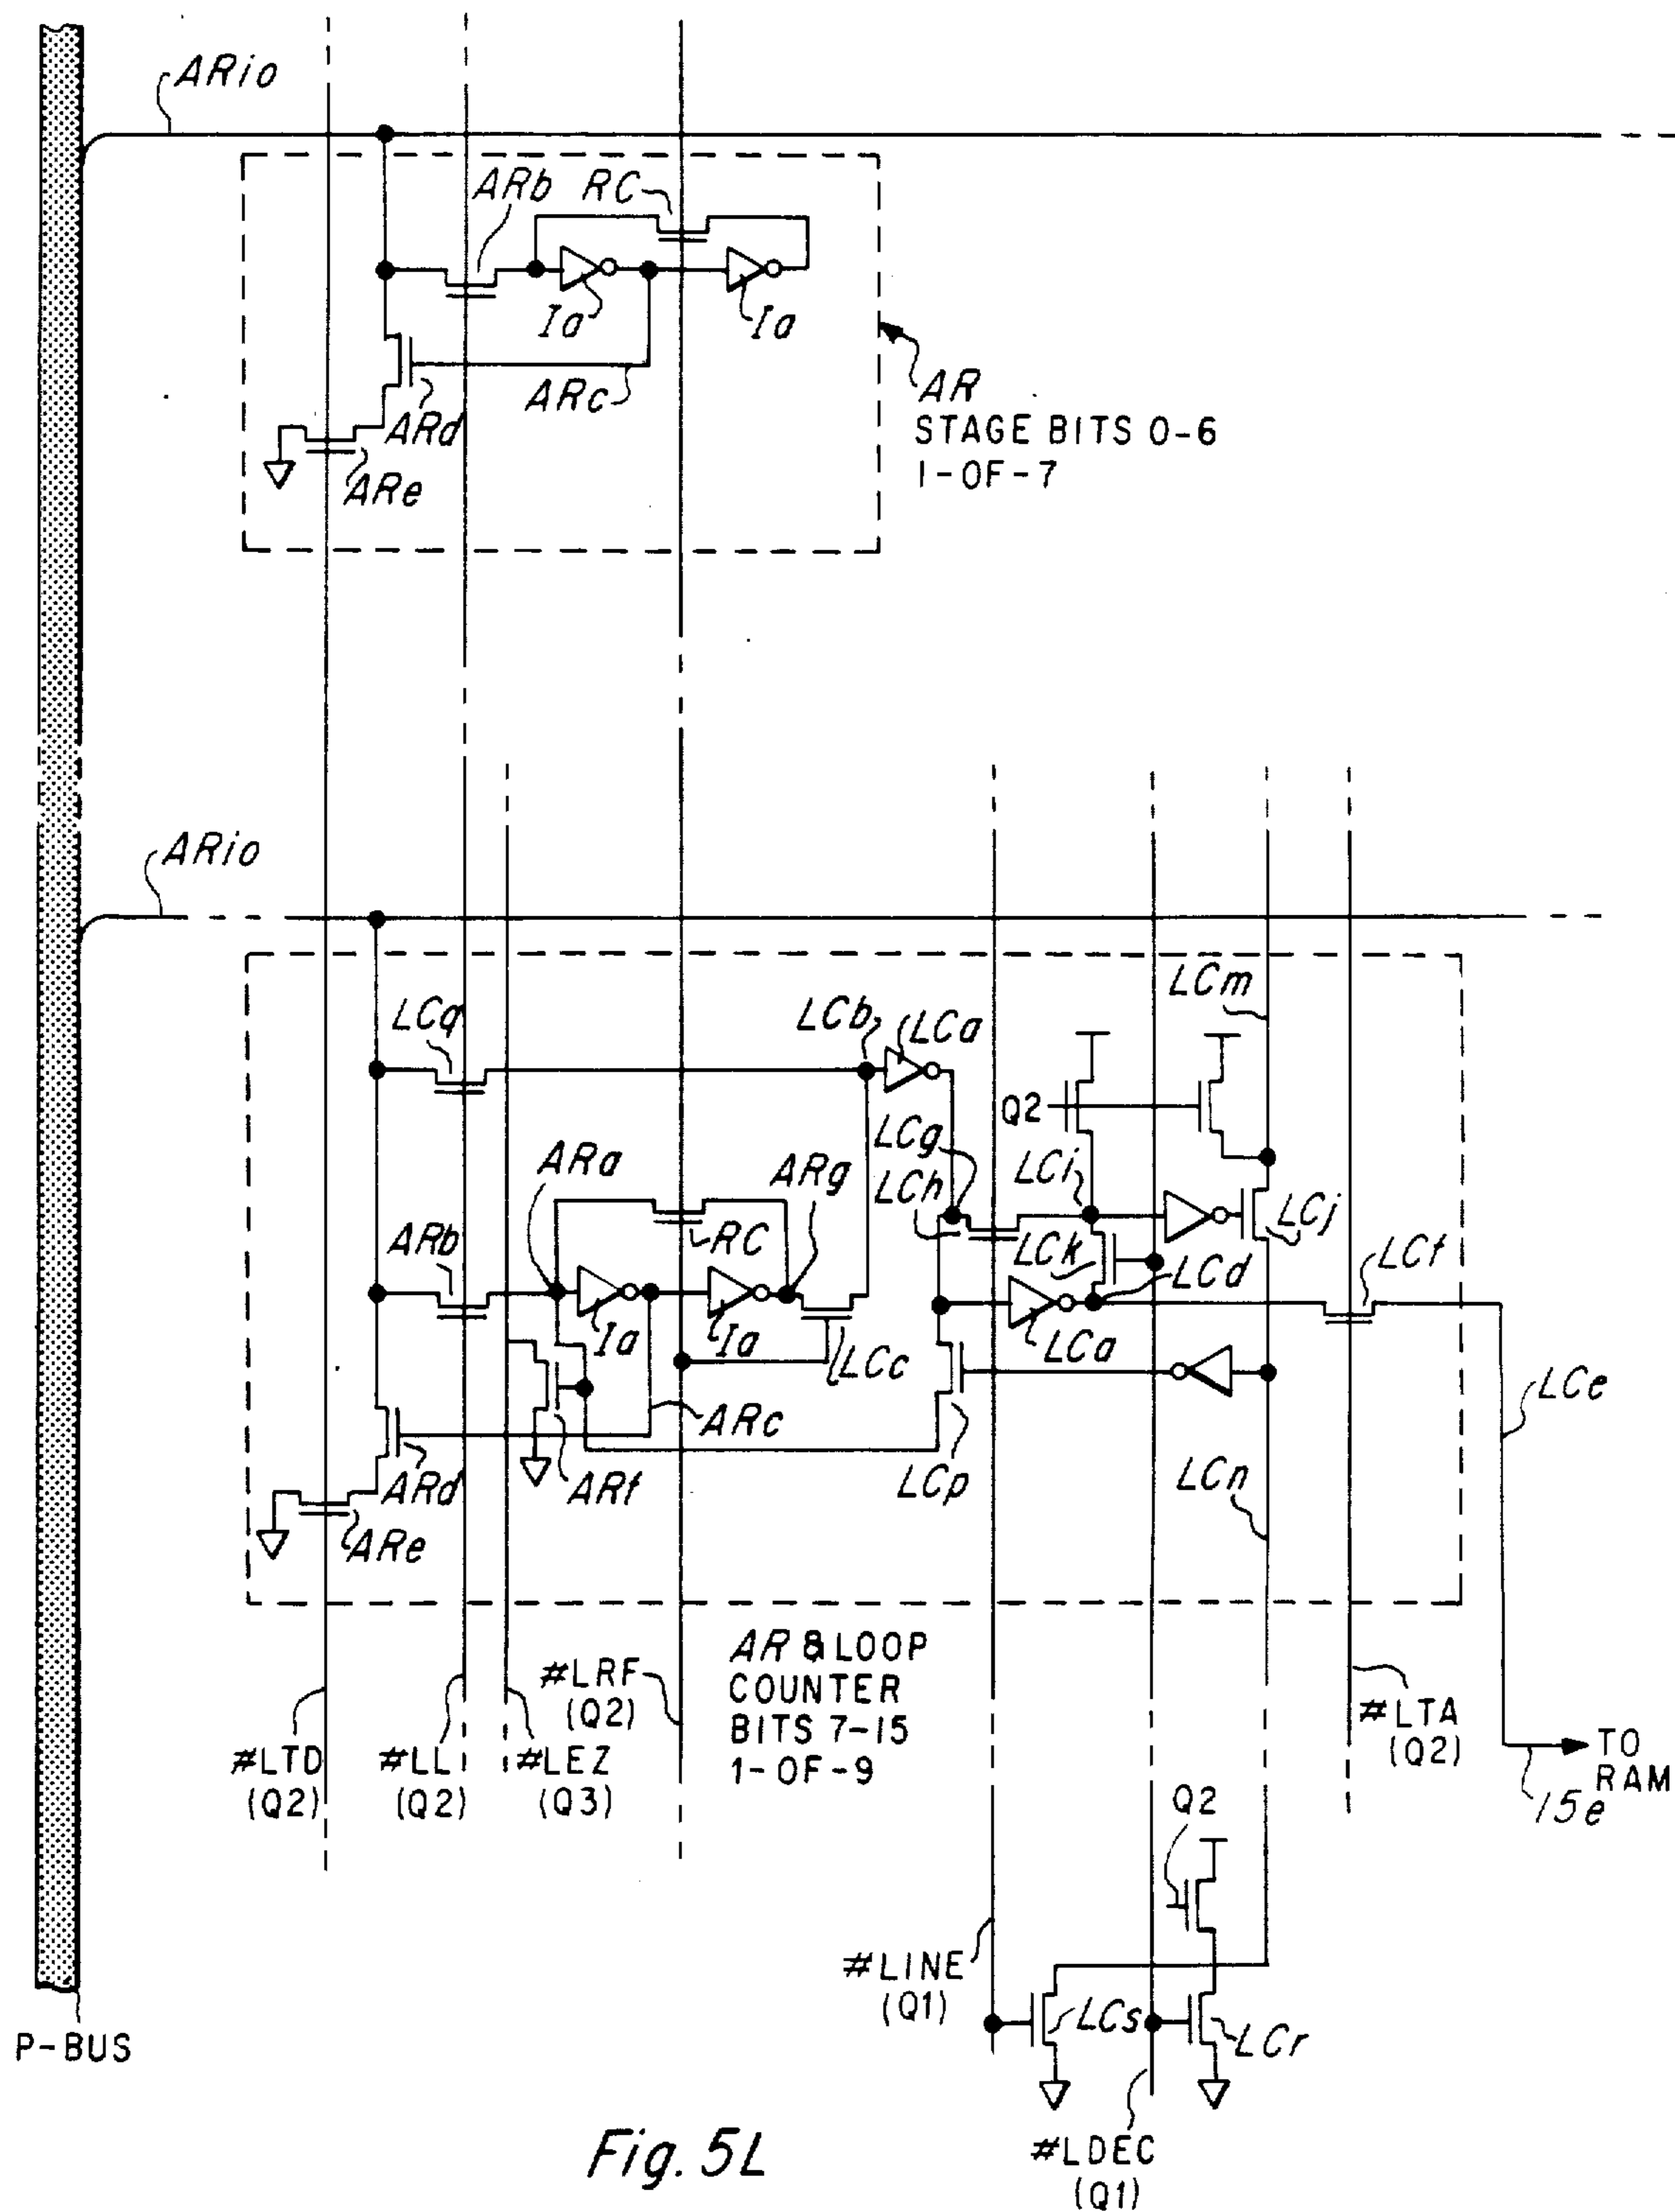 ARio
ARb
RC
Ia
Ia
ARc
ARd
ARe
AR
STAGE BITS 0-6
1-OF-7
ARio
LCq
LCb
LCa
LCm
Q2
LCg
LCh
LCi
LCj
ARa
ARg
ARb
RC
LCk
LCd
LCt
Ia
Ia
LCc
LCa
LCe
ARc
ARd
ARf
LCp
LCn
ARe
#LTD
(Q2)
#LL
(Q2)
#LEZ
(Q3)
#LRF
(Q2)
AR & LOOP
COUNTER
BITS 7-15
1-OF-9
#LTA
(Q2)
TO
RAM
15e
Q2
#LINE
(Q1)
LCs
LCr
P-BUS
#LDEC
(Q1)
Fig. 5L